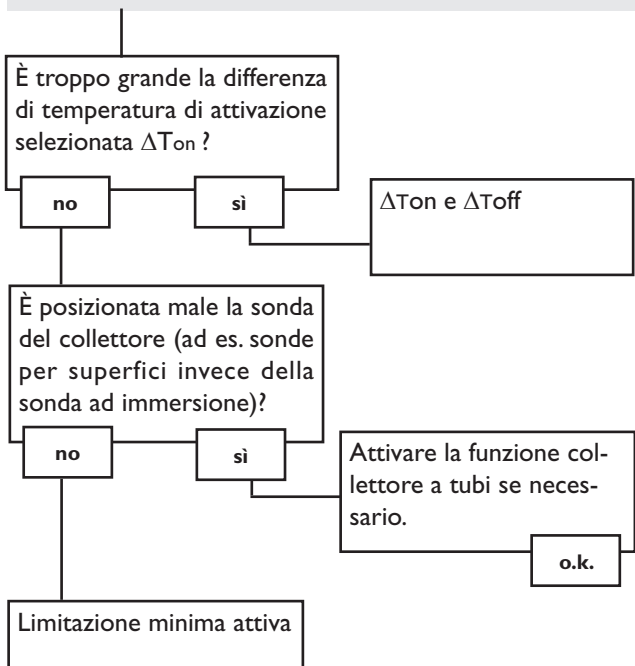 È troppo grande la differenza
di temperatura di attivazione
selezionata ΔTon ?
no
sì
ΔTon e ΔToff
È posizionata male la sonda
del collettore (ad es. sonde
per superfici invece della
sonda ad immersione)?
no
sì
Attivare la funzione col-
lettore a tubi se neces-
sario.
o.k.
Limitazione minima attiva